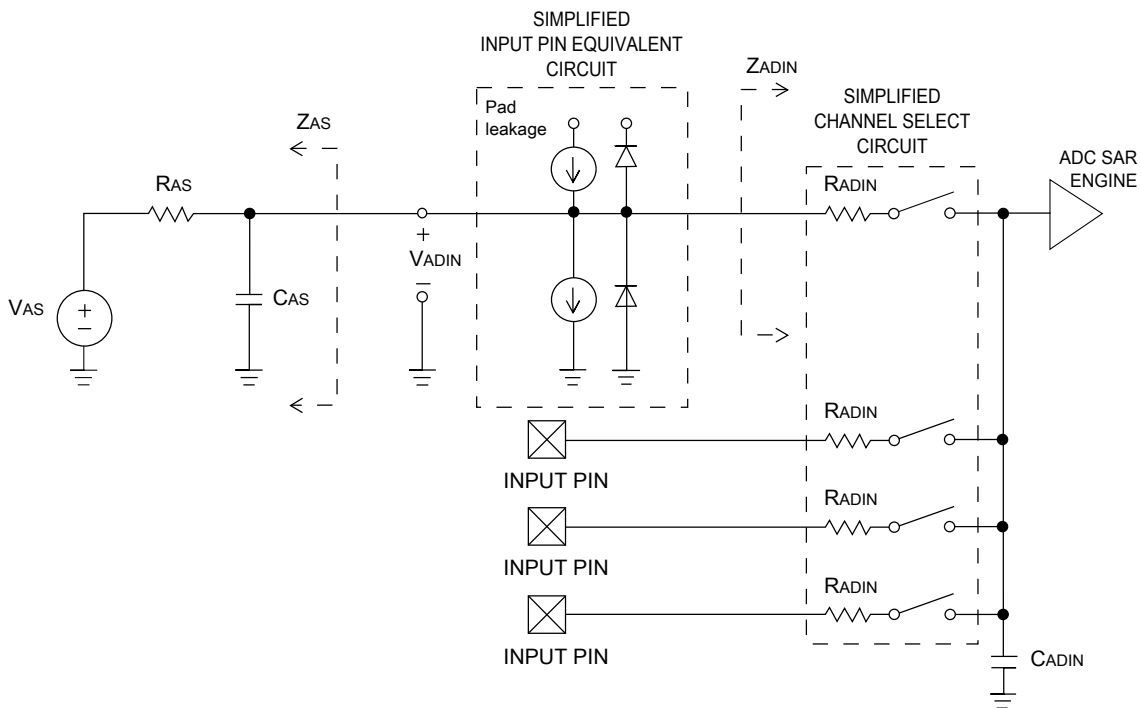 SIMPLIFIED
INPUT PIN EQUIVALENT
CIRCUIT
ZADIN
Pad
leakage
SIMPLIFIED
CHANNEL SELECT
CIRCUIT
ZAS
ADC SAR
ENGINE
RAS
RADIN
+
VADIN
–
CAS
VAS
+
–
RADIN
INPUT PIN
RADIN
INPUT PIN
RADIN
INPUT PIN
CADIN